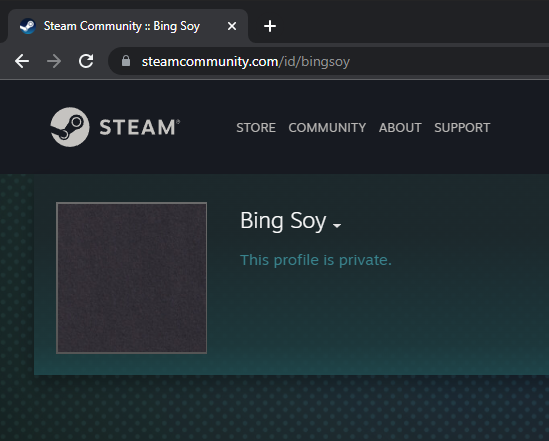 Steam Community :: Bing Soy
steamcommunity.com/id/bingsoy
STEAM®
STORE COMMUNITY ABOUT SUPPORT
Bing Soy
This profile is private.